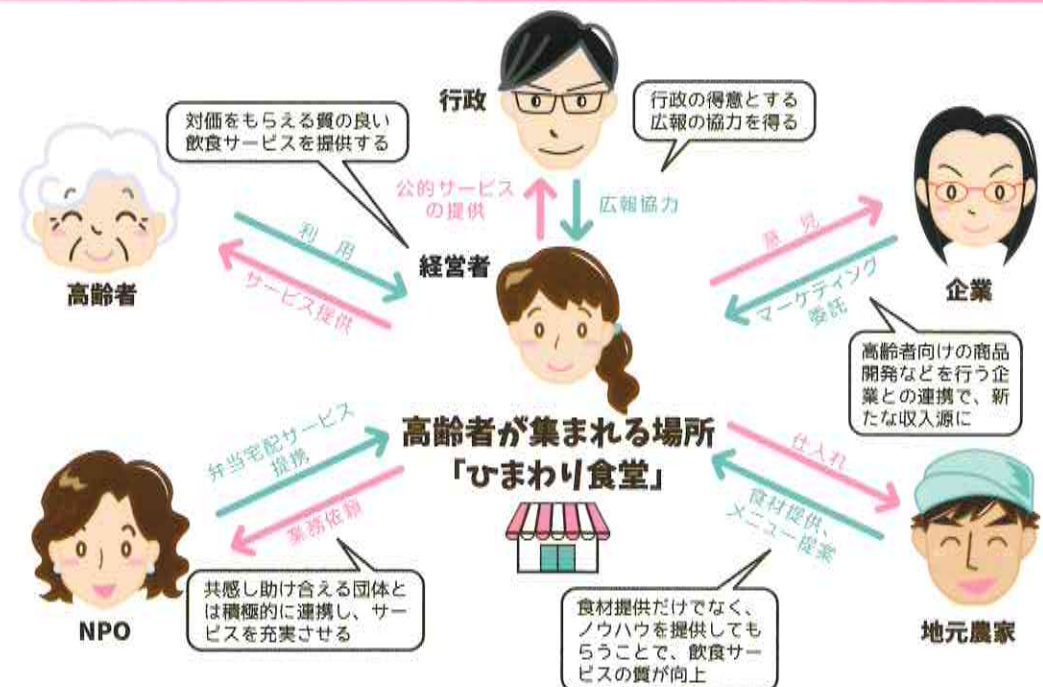 行政
行政の得意とする
広報の協力を得る
対価をもらえる質の良い
飲食サービスを提供する
公的サービス
の提供
広報協力
高齢者
利用
サービス提供
経営者
意見
マーケティング
委託
企業
高齢者向けの商品
開発などを行う企
業との連携で、新
たな収入源に
高齢者が集まれる場所
「ひまわり食堂」
弁当宅配サービス
提携
業務依頼
NPO
共感し助け合える団体と
は積極的に連携し、サー
ビスを充実させる
仕入れ
食材提供、
メニュー提案
地元農家
食材提供だけでなく、
ノウハウを提供しても
らうことで、飲食サー
ビスの質が向上